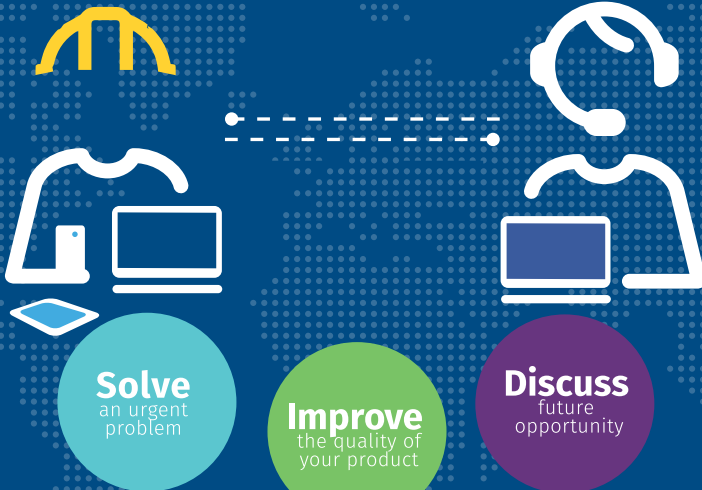 Solve
an urgent
problem
Improve
the quality of
your product
Discuss
future
opportunity